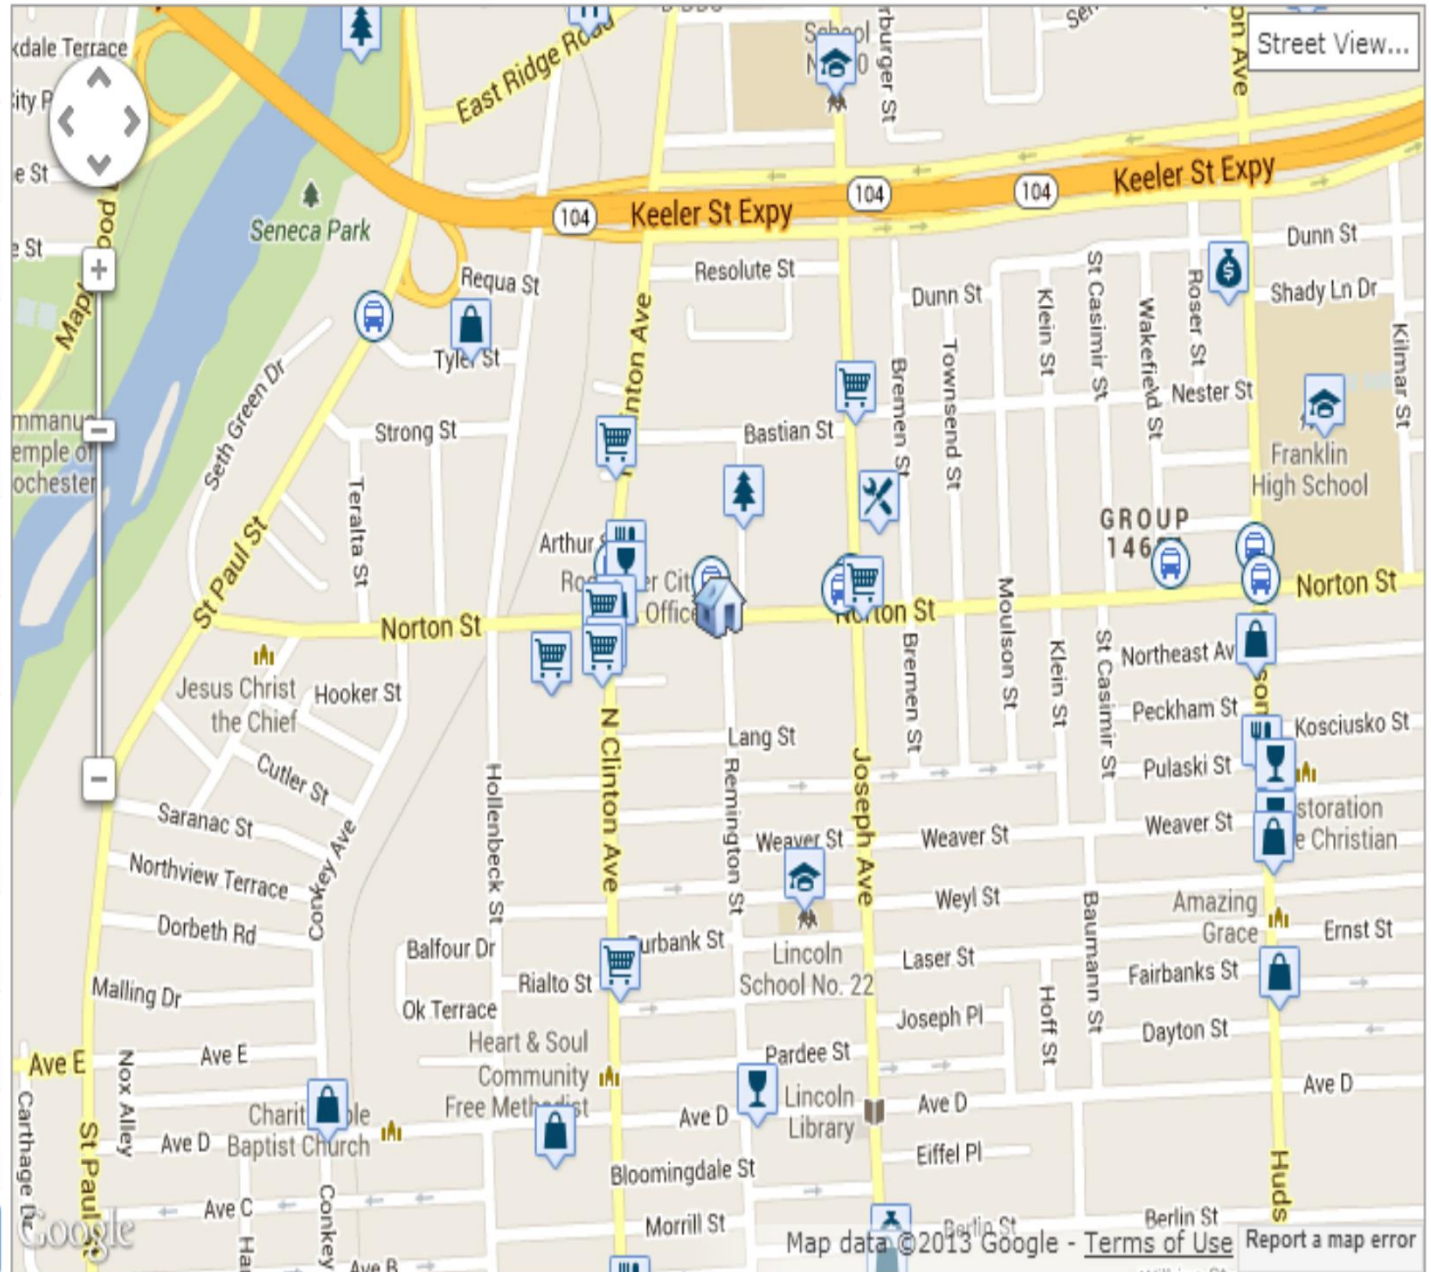 Street View...
kdale Terrace
School
East Ridge Road
104
Keeler St Expy
104
104
Keeler St Expy
Seneca Park
Requa St
Resolute St
Dunn St
Dunn St
Shady Ln Dr
Tyler St
Klein St
St Casimir St
Wakefield St
Roser St
Kilmar St
Nester St
Bremen St
Townsend St
Seth Green Dr
Strong St
Bastian St
Franklin
High School
Teralta St
GROUP
St Paul St
Arthur
Office
Norton St
Norton St
Norton St
Jesus Christ
the Chief
Hooker St
Bremen St
Moulson St
Klein St
St Casimir St
Northeast Av
Peckham St
Kosciusko St
N Clinton Ave
Lang St
Pulaski St
Cutler St
Hollenbeck St
Remington St
Joseph Ave
Saranac St
Weaver St
Weaver St
Weaver St
storation
e Christian
Northview Terrace
Conkey Ave
Weyl St
Baumann St
Amazing
Grace
Ernst St
Dorbeth Rd
Balfour Dr
Burbank St
Lincoln
School No. 22
Laser St
Fairbanks St
Malling Dr
Rialto St
Ok Terrace
Joseph Pl
Hoff St
Dayton St
Heart & Soul
Community
Free Methodist
Pardee St
Ave E
Ave E
Nox Alley
Carthage Dr
Charitable
Baptist Church
Ave D
Ave D
Lincoln
Library
Ave D
Ave D
Eiffel Pl
St Paul St
Bloomingdale St
Huds
Ave C
Conkey
Morrill St
Berlin St
Berlin St
Ave B
Google
Map data ©2013 Google - Terms of Use
Report a map error